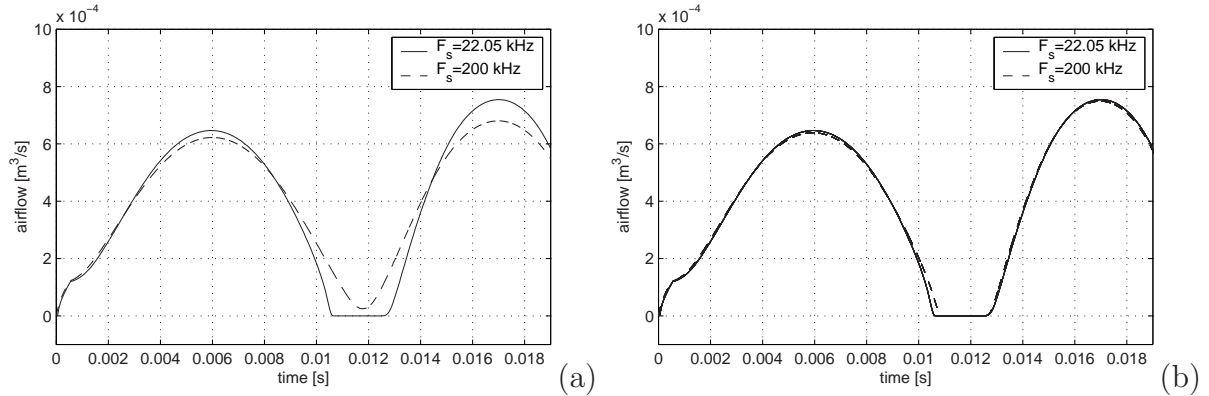 x 10⁻⁴
10
8
6
4
2
0
airflow [m³/s]
0 0.002 0.004 0.006 0.008 0.01 0.012 0.014 0.016 0.018
time [s]
F_s=22.05 kHz
F_s=200 kHz
(a)
x 10⁻⁴
10
8
6
4
2
0
airflow [m³/s]
0 0.002 0.004 0.006 0.008 0.01 0.012 0.014 0.016 0.018
time [s]
F_s=22.05 kHz
F_s=200 kHz
(b)